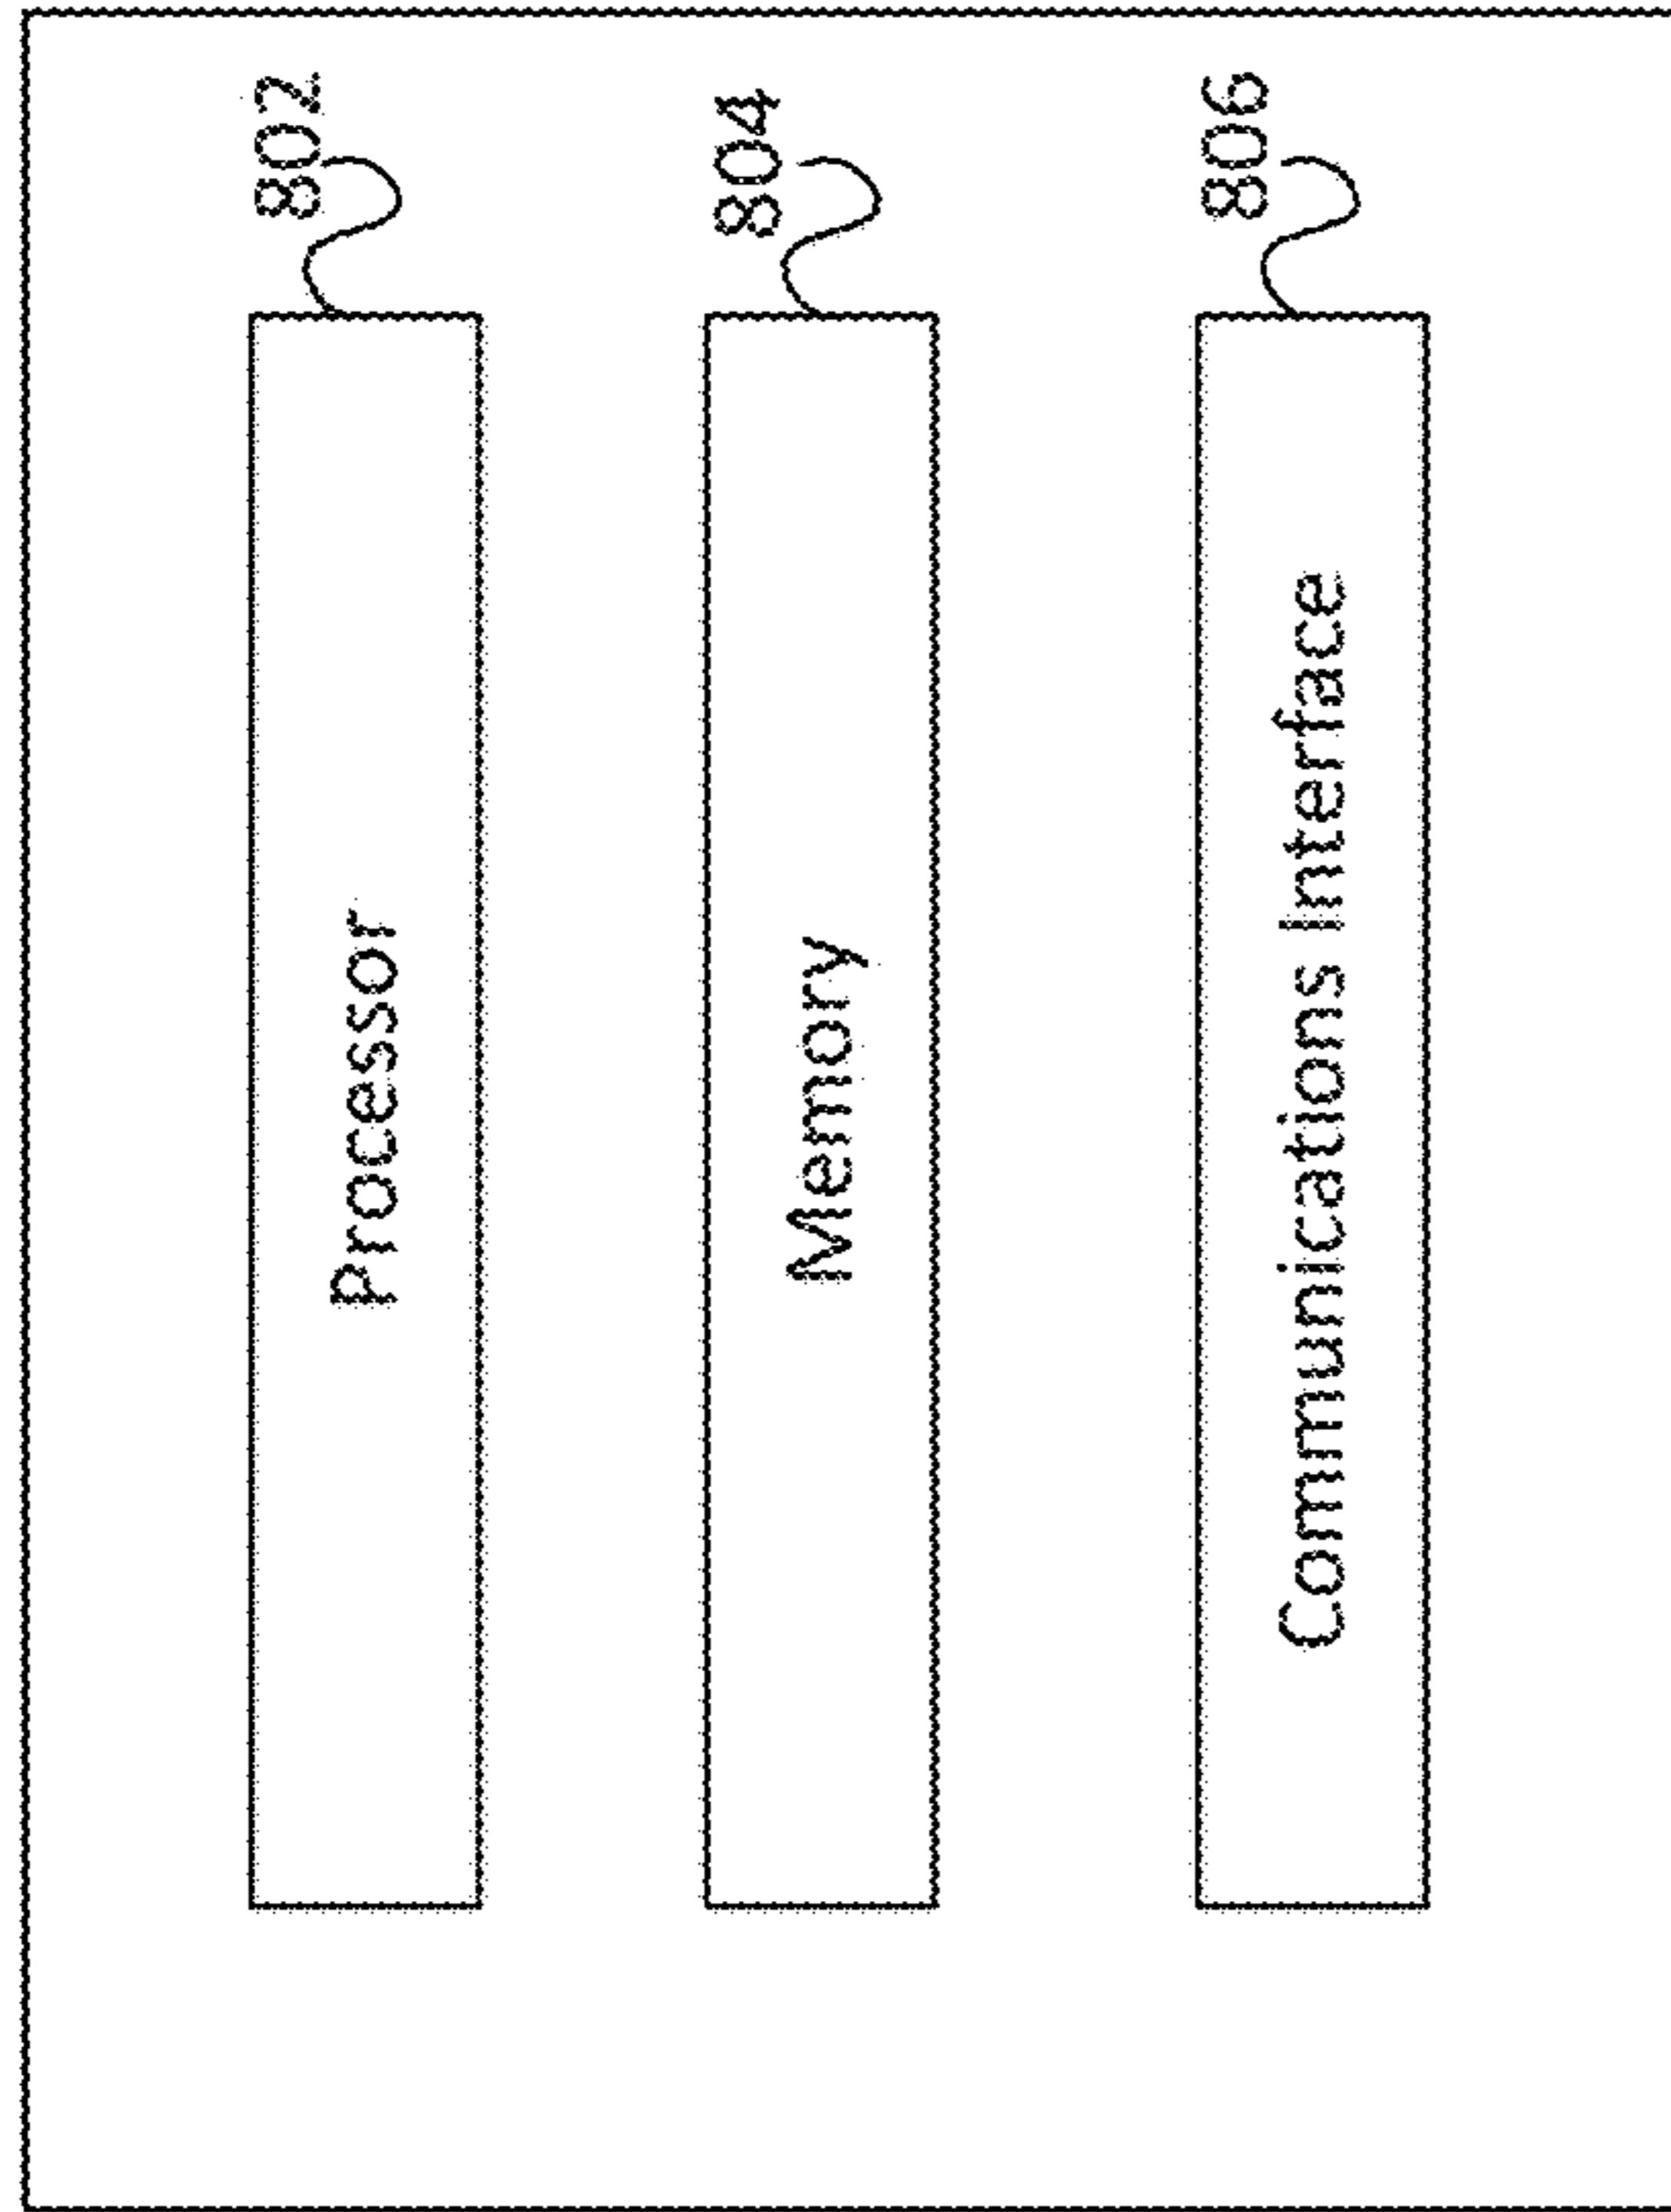 802
Processor
804
Memory
806
Communications Interface